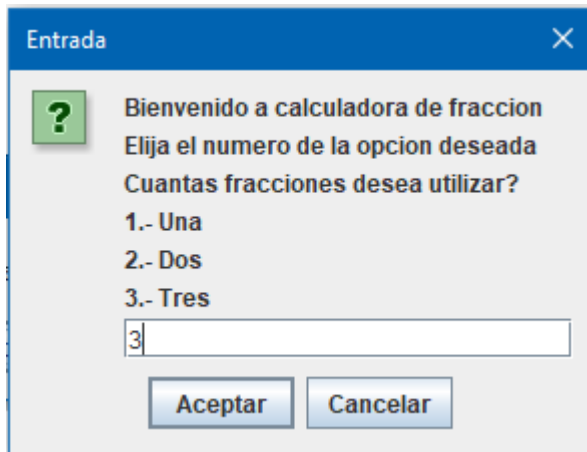 Entrada
?
Bienvenido a calculadora de fraccion
Elija el numero de la opcion deseada
Cuantas fracciones desea utilizar?
1.- Una
2.- Dos
3.- Tres
3
Aceptar Cancelar